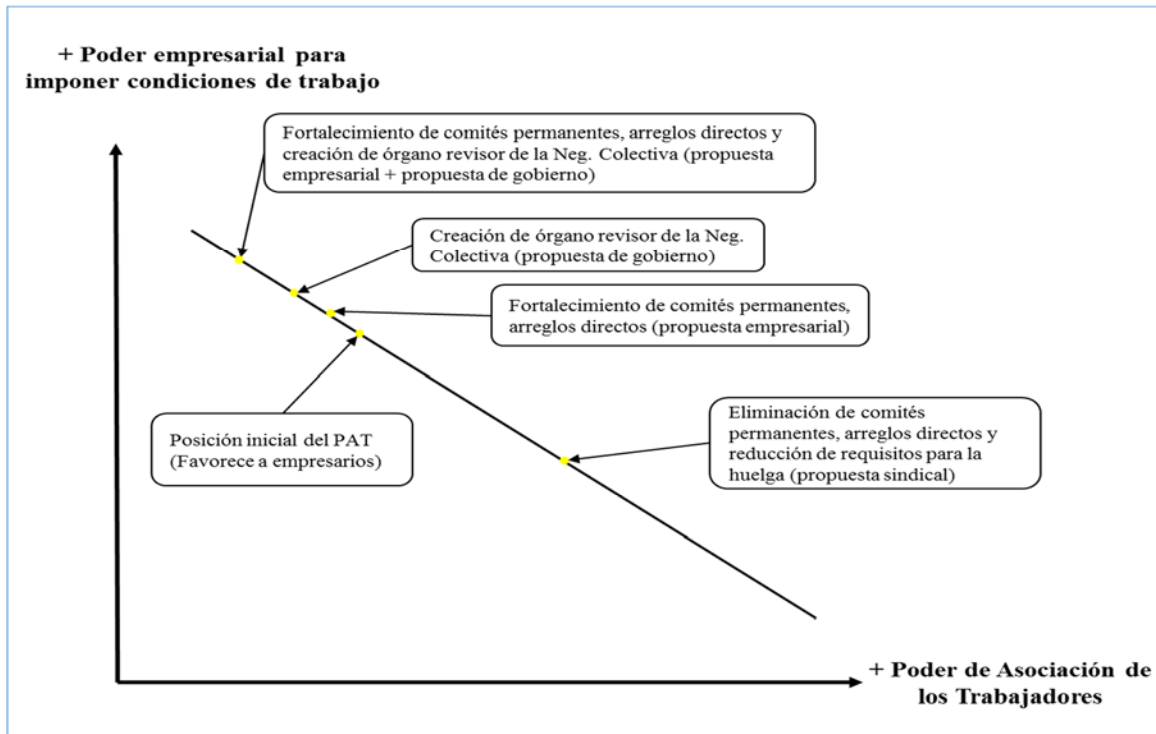 + Poder empresarial para
imponer condiciones de trabajo
Fortalecimiento de comités permanentes, arreglos directos y
creación de órgano revisor de la Neg. Colectiva (propuesta
empresarial + propuesta de gobierno)
Creación de órgano revisor de la Neg.
Colectiva (propuesta de gobierno)
Fortalecimiento de comités permanentes,
arreglos directos (propuesta empresarial)
Posición inicial del PAT
(Favorece a empresarios)
Eliminación de comités
permanentes, arreglos directos y
reducción de requisitos para la
huelga (propuesta sindical)
+ Poder de Asociación de
los Trabajadores